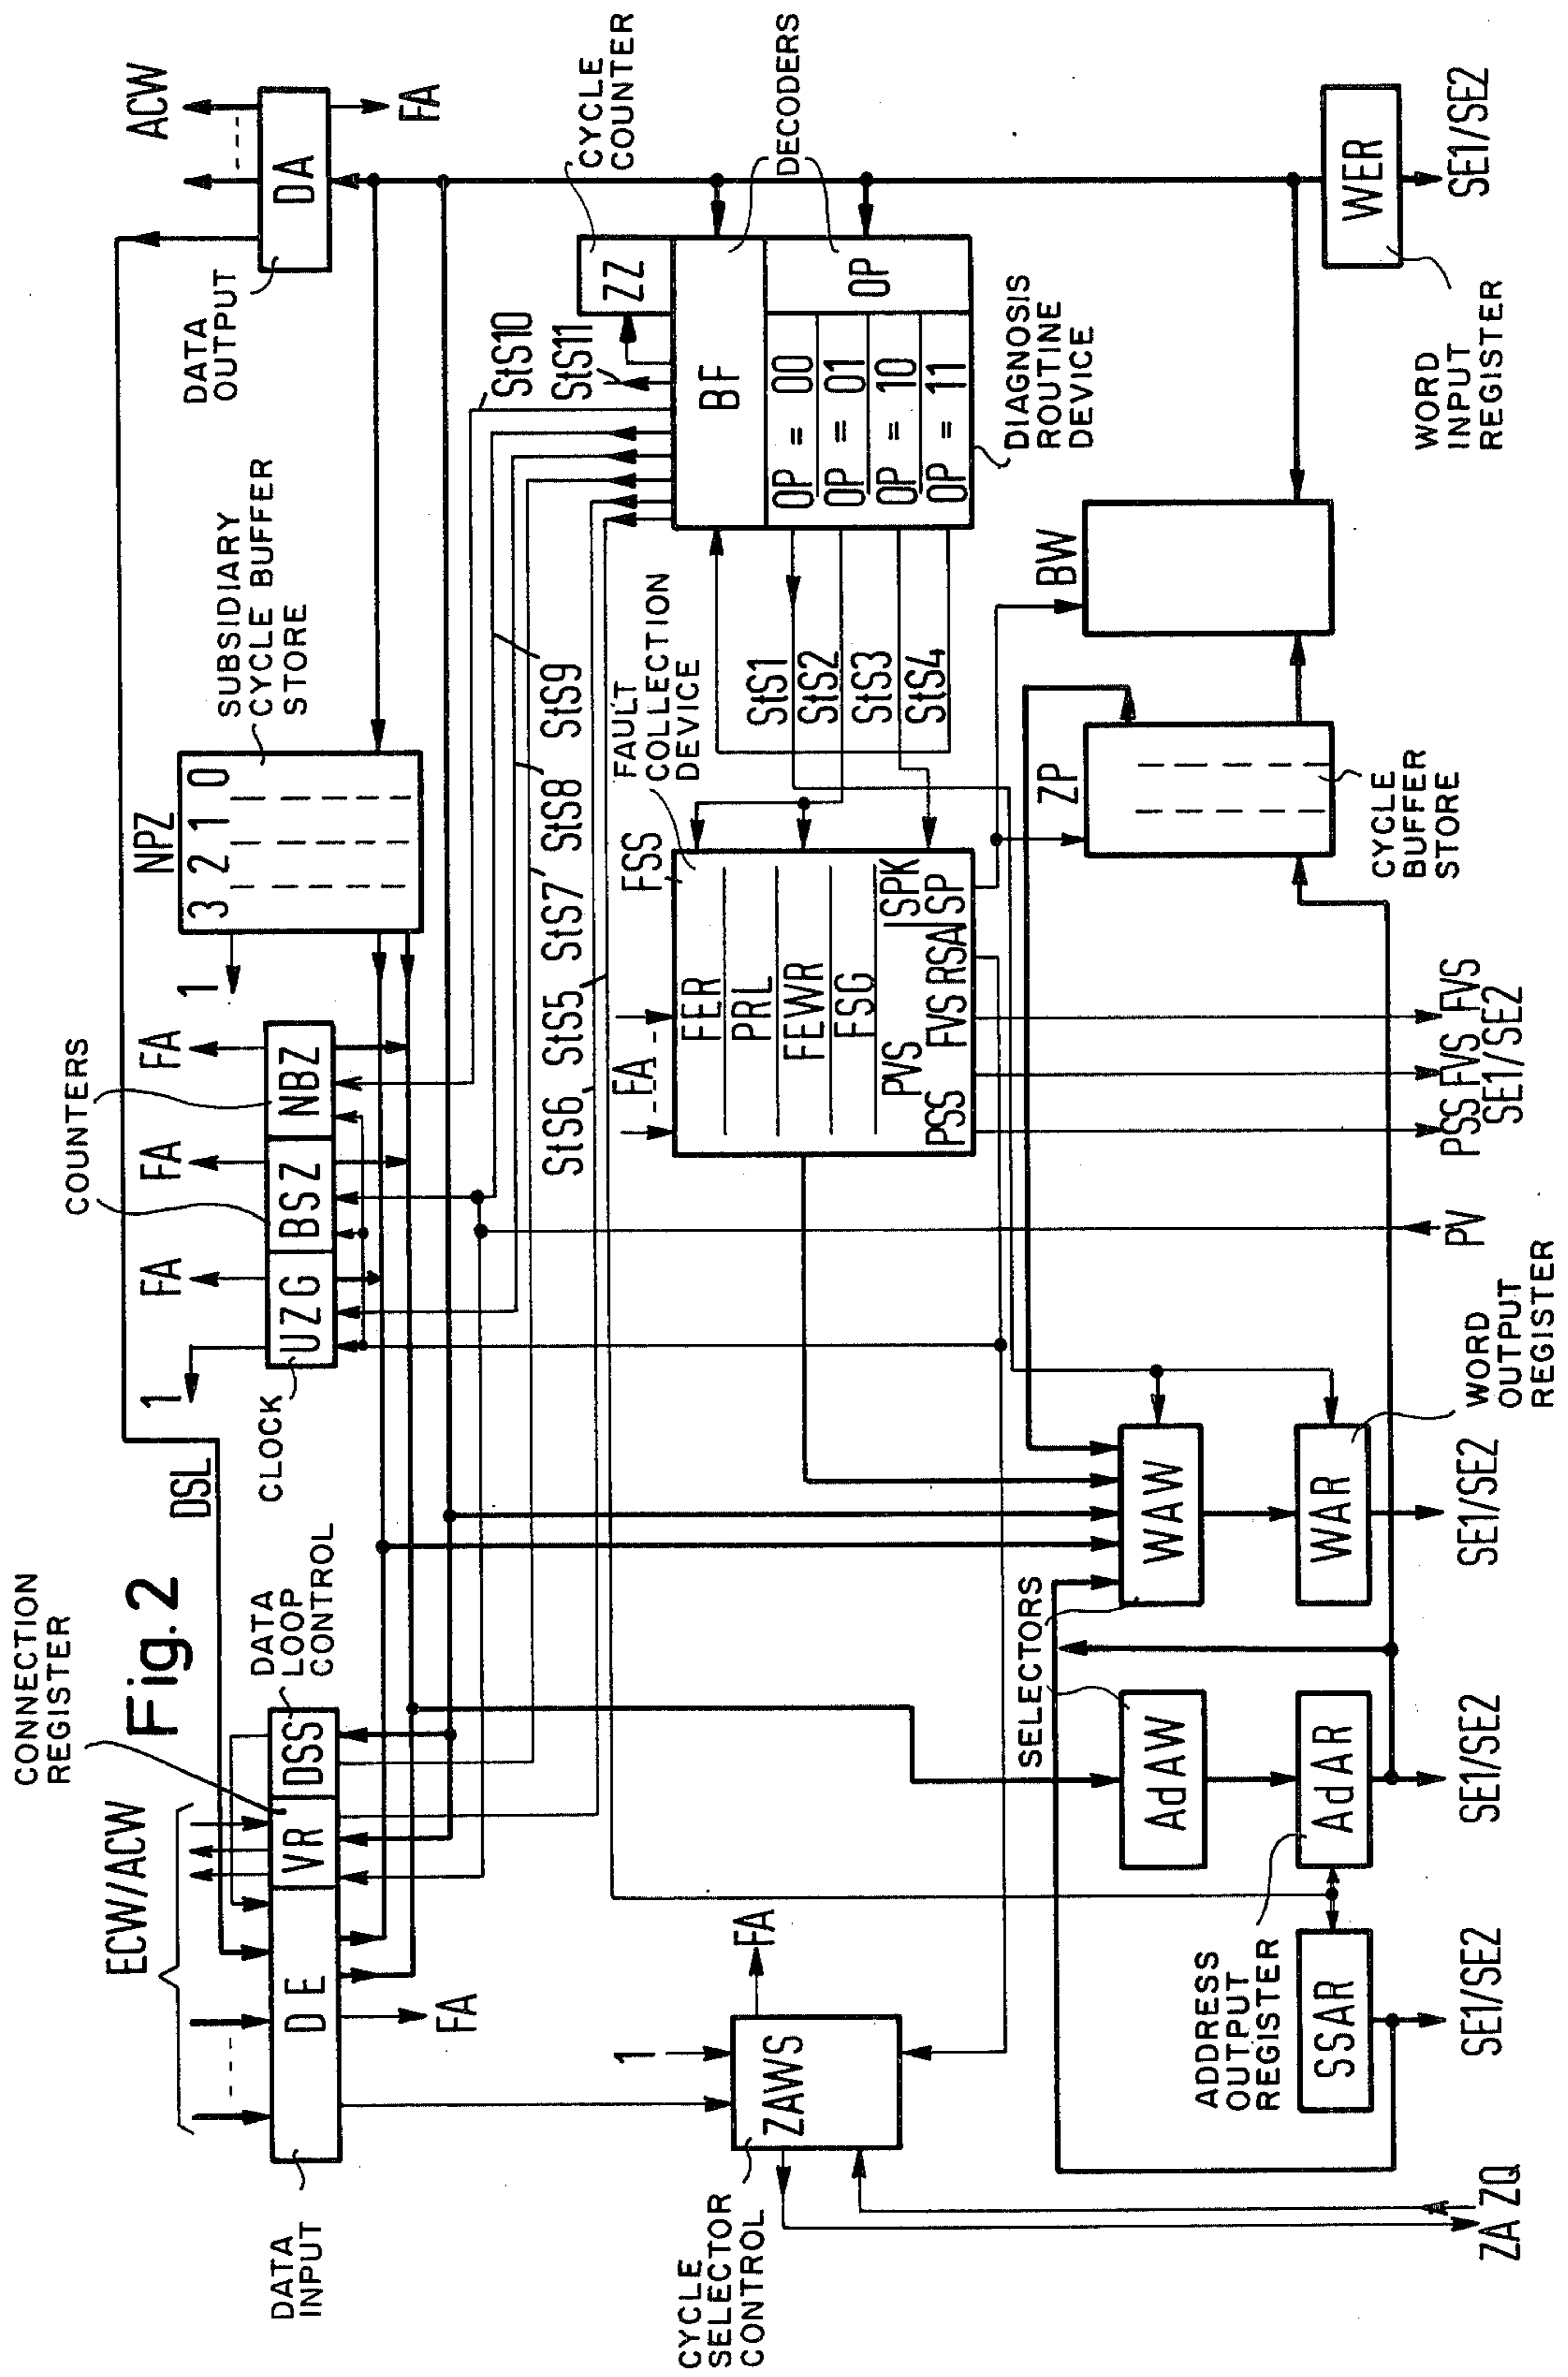 Fig.2
CONNECTION
REGISTER
ECW/ACW
DATA
INPUT
DE
VR
DSS
DATA
LOOP
CONTROL
FA
DSL
CLOCK
1
UZG
BSZ
NBZ
FA
FA
FA
COUNTERS
1
NPZ
3 2 1 0
SUBSIDIARY
CYCLE BUFFER
STORE
DATA
OUTPUT
DA
ACW
FA
CYCLE
SELECTOR
CONTROL
ZAWS
1
FA
ZA
ZQ
StS6
StS5
StS7
StS8
StS9
StS10
StS11
FAULT
COLLECTION
DEVICE
FSS
FA
FER
PRL
FEWR
FSG
PVS
SPK
PSS
FVS
RSA
SP
StS1
StS2
StS3
StS4
ZZ
CYCLE
COUNTER
BF
OP
OP = 00
OP = 01
OP = 10
OP = 11
DECODERS
DIAGNOSIS
ROUTINE
DEVICE
SELECTORS
AdAW
WAW
ADDRESS
OUTPUT
REGISTER
SSAR
AdAR
WAR
WORD
OUTPUT
REGISTER
ZP
CYCLE
BUFFER
STORE
BW
WER
WORD
INPUT
REGISTER
SE1/SE2
SE1/SE2
SE1/SE2
PV
PSS FVS FVS
SE1/SE2
SE1/SE2